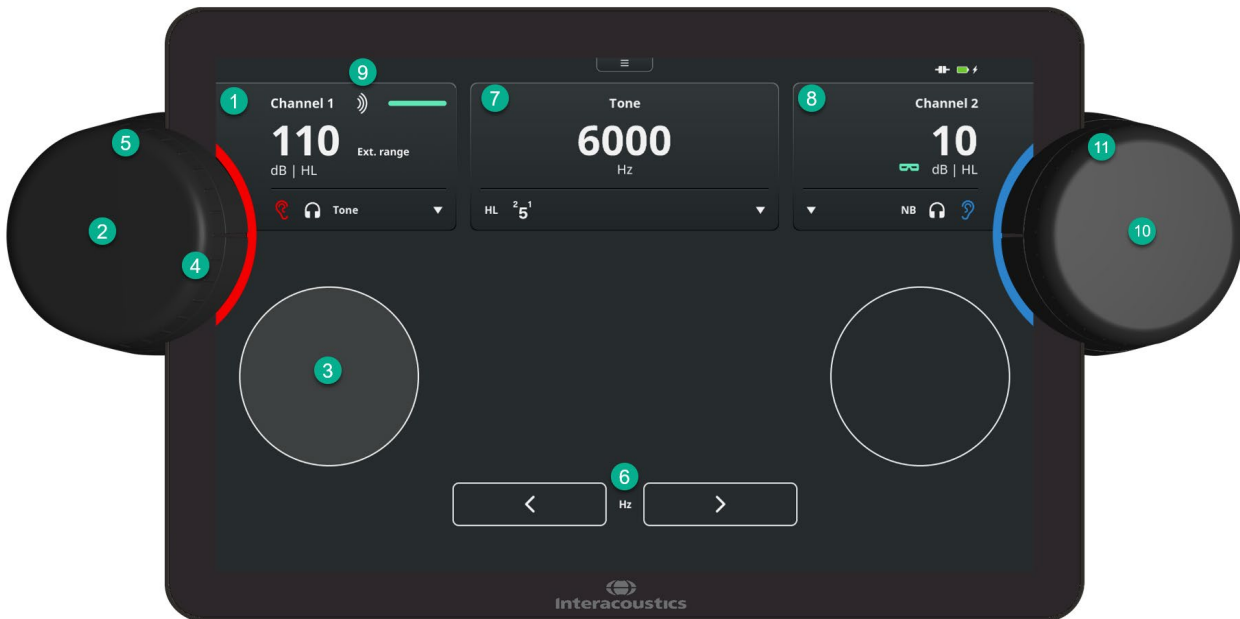 9
1
Channel 1
110
Ext. range
dB | HL
Tone
7
Tone
6000
Hz
HL 2 5 1
8
Channel 2
10
dB | HL
NB
5
2
4
11
10
3
6
Hz
Interacoustics